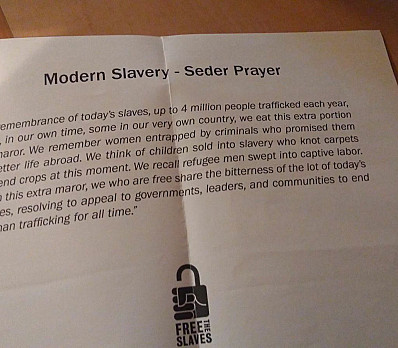 Modern Slavery - Seder Prayer
emembrance of today's slaves, up to 4 million people trafficked each year,
, in our own time, some in our very own country, we eat this extra portion
maror. We remember women entrapped by criminals who promised them
etter life abroad. We think of children sold into slavery who knot carpets
end crops at this moment. We recall refugee men swept into captive labor.
this extra maror, we who are free share the bitterness of the lot of today's
es, resolving to appeal to governments, leaders, and communities to end
an trafficking for all time."
FREE
THE
SLAVES